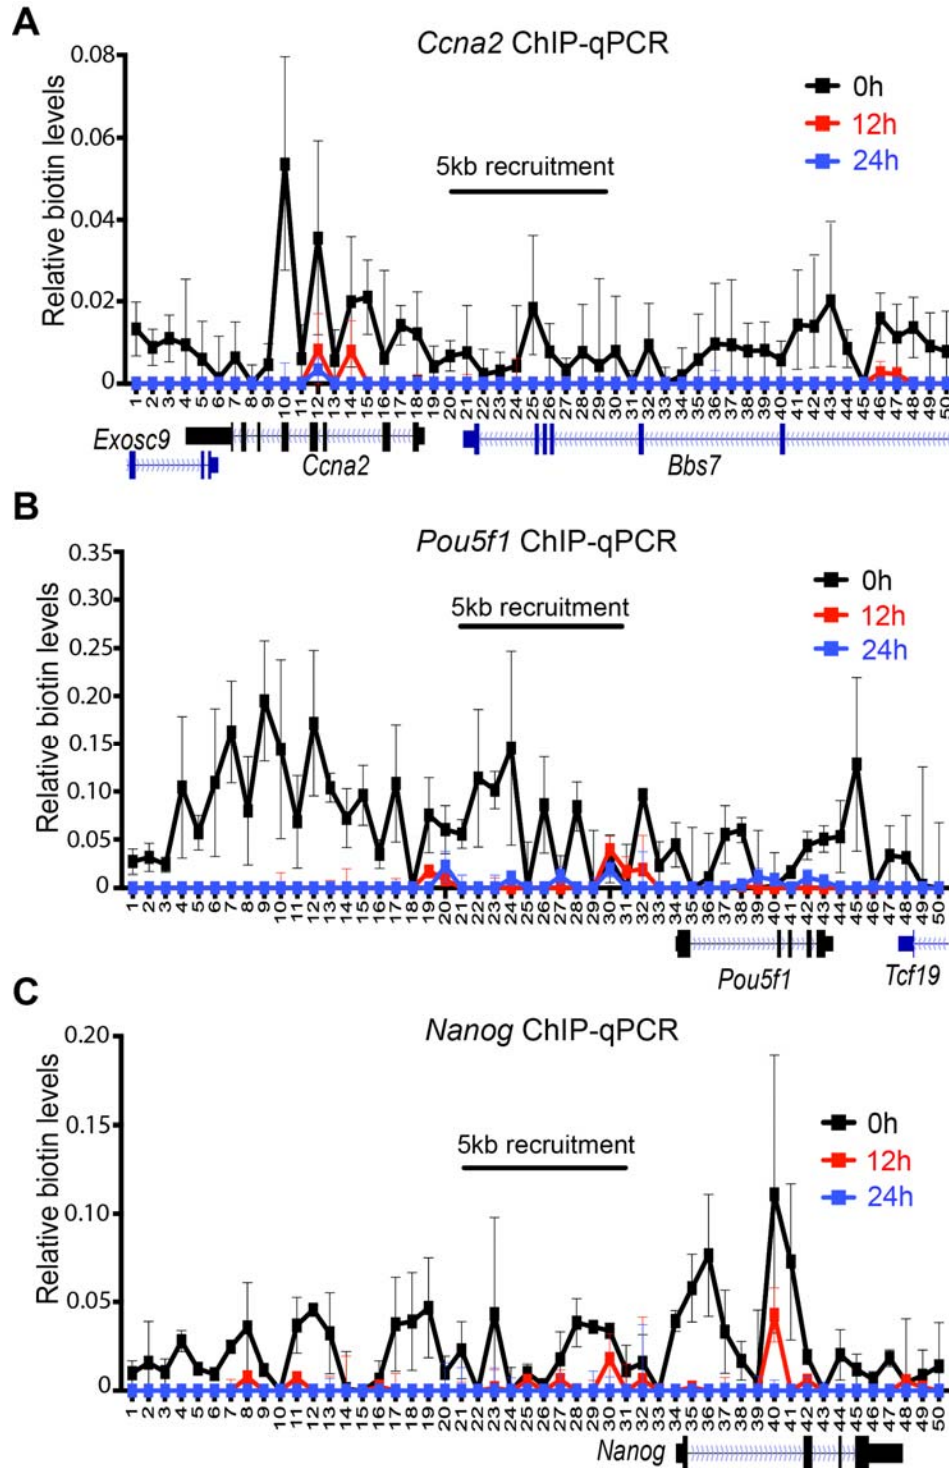 A
Ccna2 ChIP-qPCR
Relative biotin levels
0.08
0.06
0.04
0.02
0
0h
12h
24h
5kb recruitment
1 2 3 4 5 6 7 8 9 10 11 12 13 14 15 16 17 18 19 20 21 22 23 24 25 26 27 28 29 30 31 32 33 34 35 36 37 38 39 40 41 42 43 44 45 46 47 48 49 50
Exosc9
Ccna2
Bbs7
B
Pou5f1 ChIP-qPCR
Relative biotin levels
0.35
0.30
0.25
0.20
0.15
0.10
0.05
0
0h
12h
24h
5kb recruitment
1 2 3 4 5 6 7 8 9 10 11 12 13 14 15 16 17 18 19 20 21 22 23 24 25 26 27 28 29 30 31 32 33 34 35 36 37 38 39 40 41 42 43 44 45 46 47 48 49 50
Pou5f1
Tcf19
C
Nanog ChIP-qPCR
Relative biotin levels
0.20
0.15
0.10
0.05
0
0h
12h
24h
5kb recruitment
1 2 3 4 5 6 7 8 9 10 11 12 13 14 15 16 17 18 19 20 21 22 23 24 25 26 27 28 29 30 31 32 33 34 35 36 37 38 39 40 41 42 43 44 45 46 47 48 49 50
Nanog